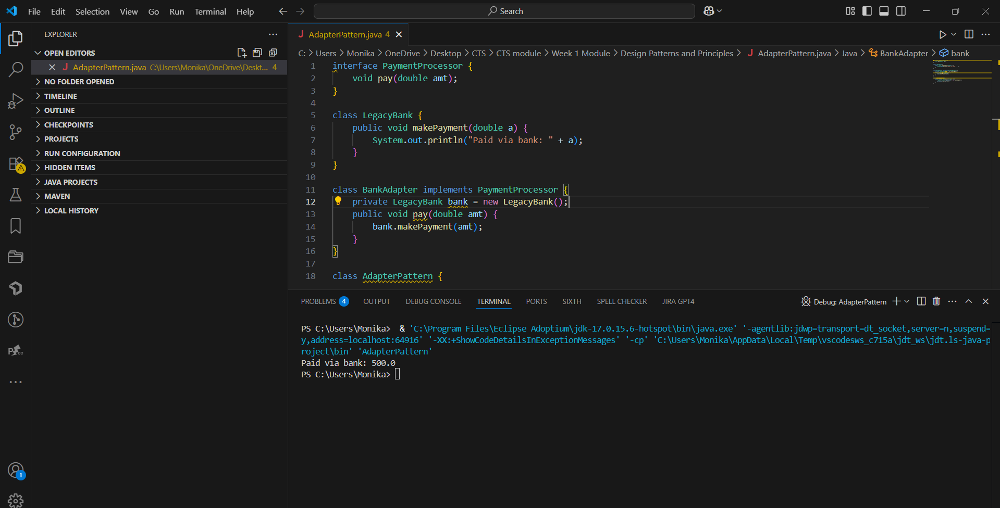 File Edit Selection View Go Run Terminal Help
Search
EXPLORER
OPEN EDITORS
AdapterPattern.java C:\Users\Monika\OneDrive\Deskt... 4
NO FOLDER OPENED
TIMELINE
OUTLINE
CHECKPOINTS
PROJECTS
RUN CONFIGURATION
HIDDEN ITEMS
JAVA PROJECTS
MAVEN
LOCAL HISTORY
1
AdapterPattern.java 4
C: > Users > Monika > OneDrive > Desktop > CTS > CTS module > Week 1 Module > Design Patterns and Principles > AdapterPattern.java > Java > BankAdapter > bank
1 interface PaymentProcessor {
2 void pay(double amt);
3 }
4
5 class LegacyBank {
6 public void makePayment(double a) {
7 System.out.println("Paid via bank: " + a);
8 }
9 }
10
11 class BankAdapter implements PaymentProcessor {
12 private LegacyBank bank = new LegacyBank();
13 public void pay(double amt) {
14 bank.makePayment(amt);
15 }
16 }
17
18 class AdapterPattern {
PROBLEMS 4 OUTPUT DEBUG CONSOLE TERMINAL PORTS SIXTH SPELL CHECKER JIRA GPT4 Debug: AdapterPattern
PS C:\Users\Monika>  & 'C:\Program Files\Eclipse Adoptium\jdk-17.0.15.6-hotspot\bin\java.exe' '-agentlib:jdwp=transport=dt_socket,server=n,suspend=
y,address=localhost:64916' '-XX:+ShowCodeDetailsInExceptionMessages' '-cp' 'C:\Users\Monika\AppData\Local\Temp\vscodesws_c715a\jdt_ws\jdt.ls-java-p
roject\bin' 'AdapterPattern'
Paid via bank: 500.0
PS C:\Users\Monika>